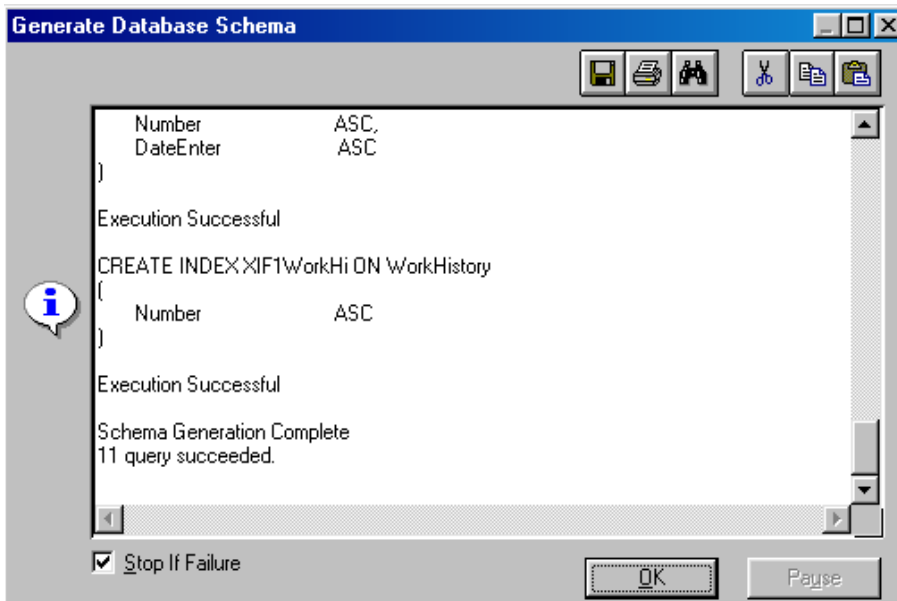 Generate Database Schema
Number ASC,
DateEnter ASC
)
Execution Successful
CREATE INDEX XIF1WorkHi ON WorkHistory
(
Number ASC
)
Execution Successful
Schema Generation Complete
11 query succeeded.
Stop If Failure
OK
Pause